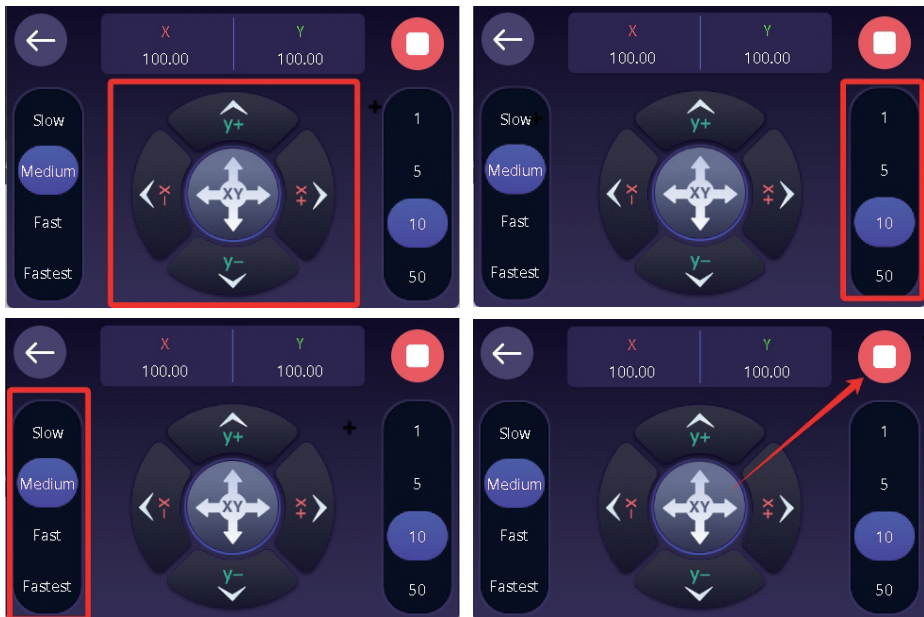 X Y
100.00 100.00
Slow
Medium
Fast
Fastest
y+
x-
XY
x+
y-
1
5
10
50
X Y
100.00 100.00
Slow
Medium
Fast
Fastest
y+
x-
XY
x+
y-
1
5
10
50
X Y
100.00 100.00
Slow
Medium
Fast
Fastest
y+
x-
XY
x+
y-
1
5
10
50
X Y
100.00 100.00
Slow
Medium
Fast
Fastest
y+
x-
XY
x+
y-
1
5
10
50